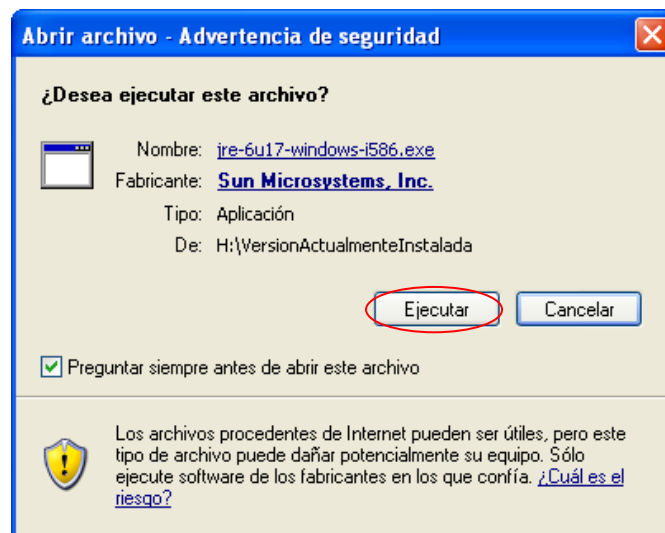 Abrir archivo - Advertencia de seguridad
¿Desea ejecutar este archivo?
Nombre: jre-6u17-windows-i586.exe
Fabricante: Sun Microsystems, Inc.
Tipo: Aplicación
De: H:\VersionActualmenteInstalada
Ejecutar Cancelar
Preguntar siempre antes de abrir este archivo
Los archivos procedentes de Internet pueden ser útiles, pero este
tipo de archivo puede dañar potencialmente su equipo. Sólo
ejecute software de los fabricantes en los que confía. ¿Cuál es el
riesgo?